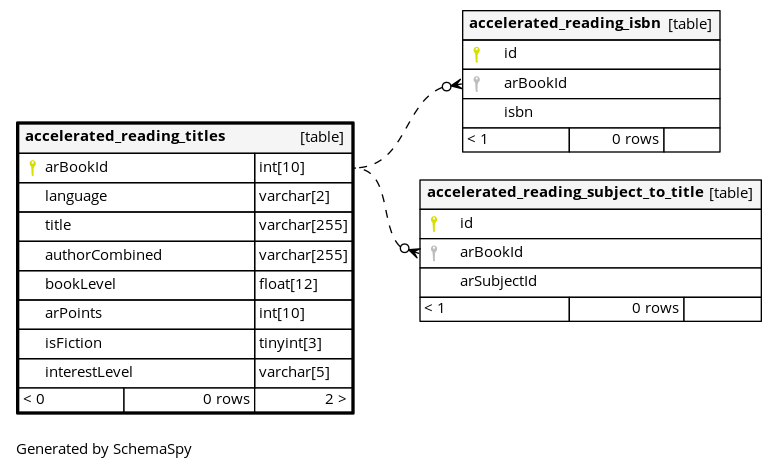 accelerated_reading_isbn [table]
id
arBookId
isbn
< 1 0 rows
accelerated_reading_titles [table]
arBookId int[10]
language varchar[2]
title varchar[255]
authorCombined varchar[255]
bookLevel float[12]
arPoints int[10]
isFiction tinyint[3]
interestLevel varchar[5]
< 0 0 rows 2 >
accelerated_reading_subject_to_title [table]
id
arBookId
arSubjectId
< 1 0 rows
Generated by SchemaSpy